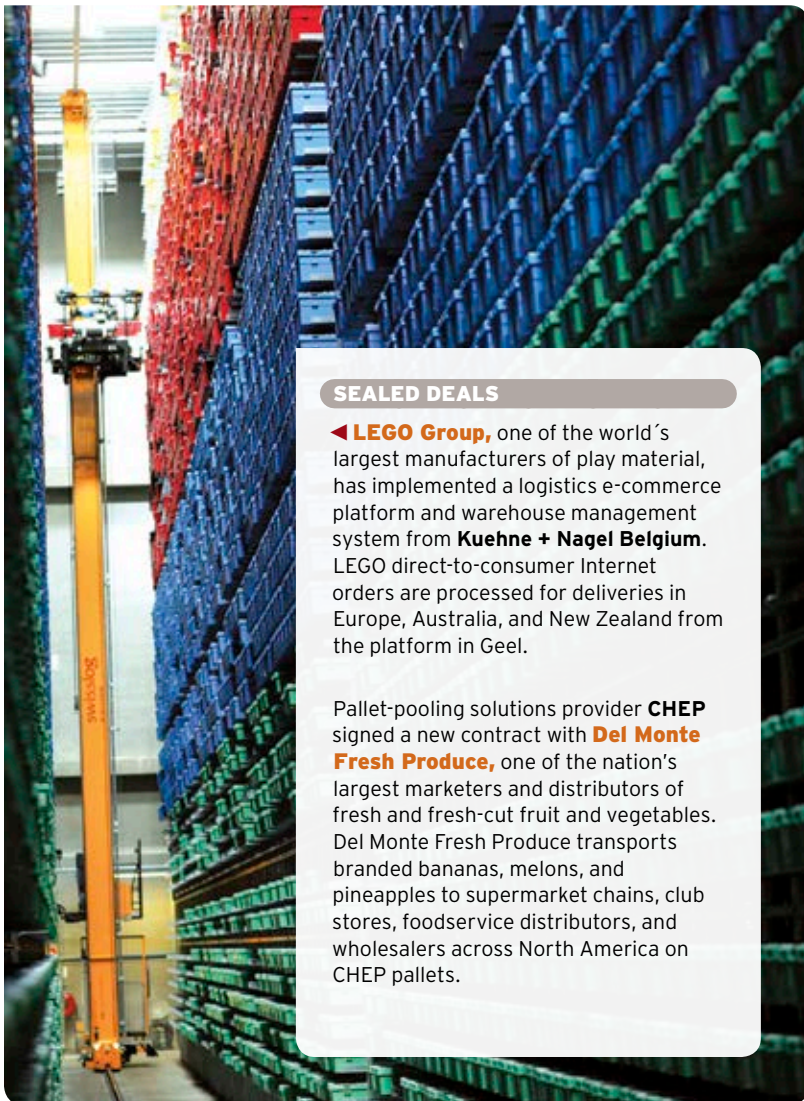 SEALED DEALS
◄ LEGO Group, one of the world´s
largest manufacturers of play material,
has implemented a logistics e-commerce
platform and warehouse management
system from Kuehne + Nagel Belgium.
LEGO direct-to-consumer Internet
orders are processed for deliveries in
Europe, Australia, and New Zealand from
the platform in Geel.
Pallet-pooling solutions provider CHEP
signed a new contract with Del Monte
Fresh Produce, one of the nation’s
largest marketers and distributors of
fresh and fresh-cut fruit and vegetables.
Del Monte Fresh Produce transports
branded bananas, melons, and
pineapples to supermarket chains, club
stores, foodservice distributors, and
wholesalers across North America on
CHEP pallets.
swisslog